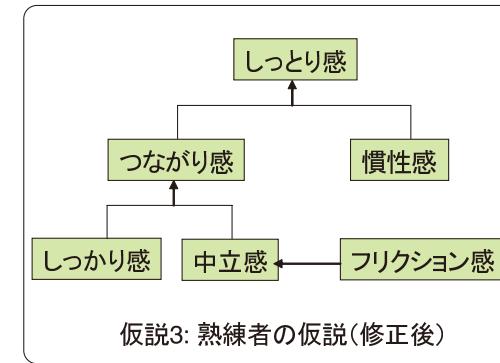 しっとり感
つながり感
慣性感
しっかり感
中立感
フリクション感
仮説3: 熟練者の仮説(修正後)